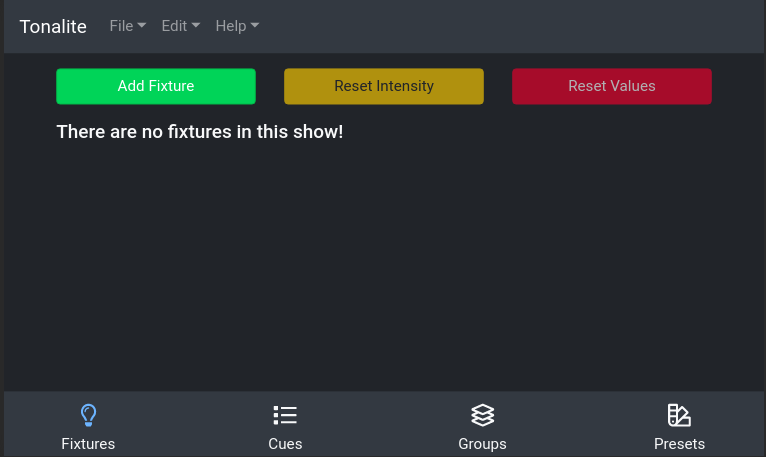 Tonalite File Edit Help
Add Fixture Reset Intensity Reset Values
There are no fixtures in this show!
Fixtures Cues Groups Presets